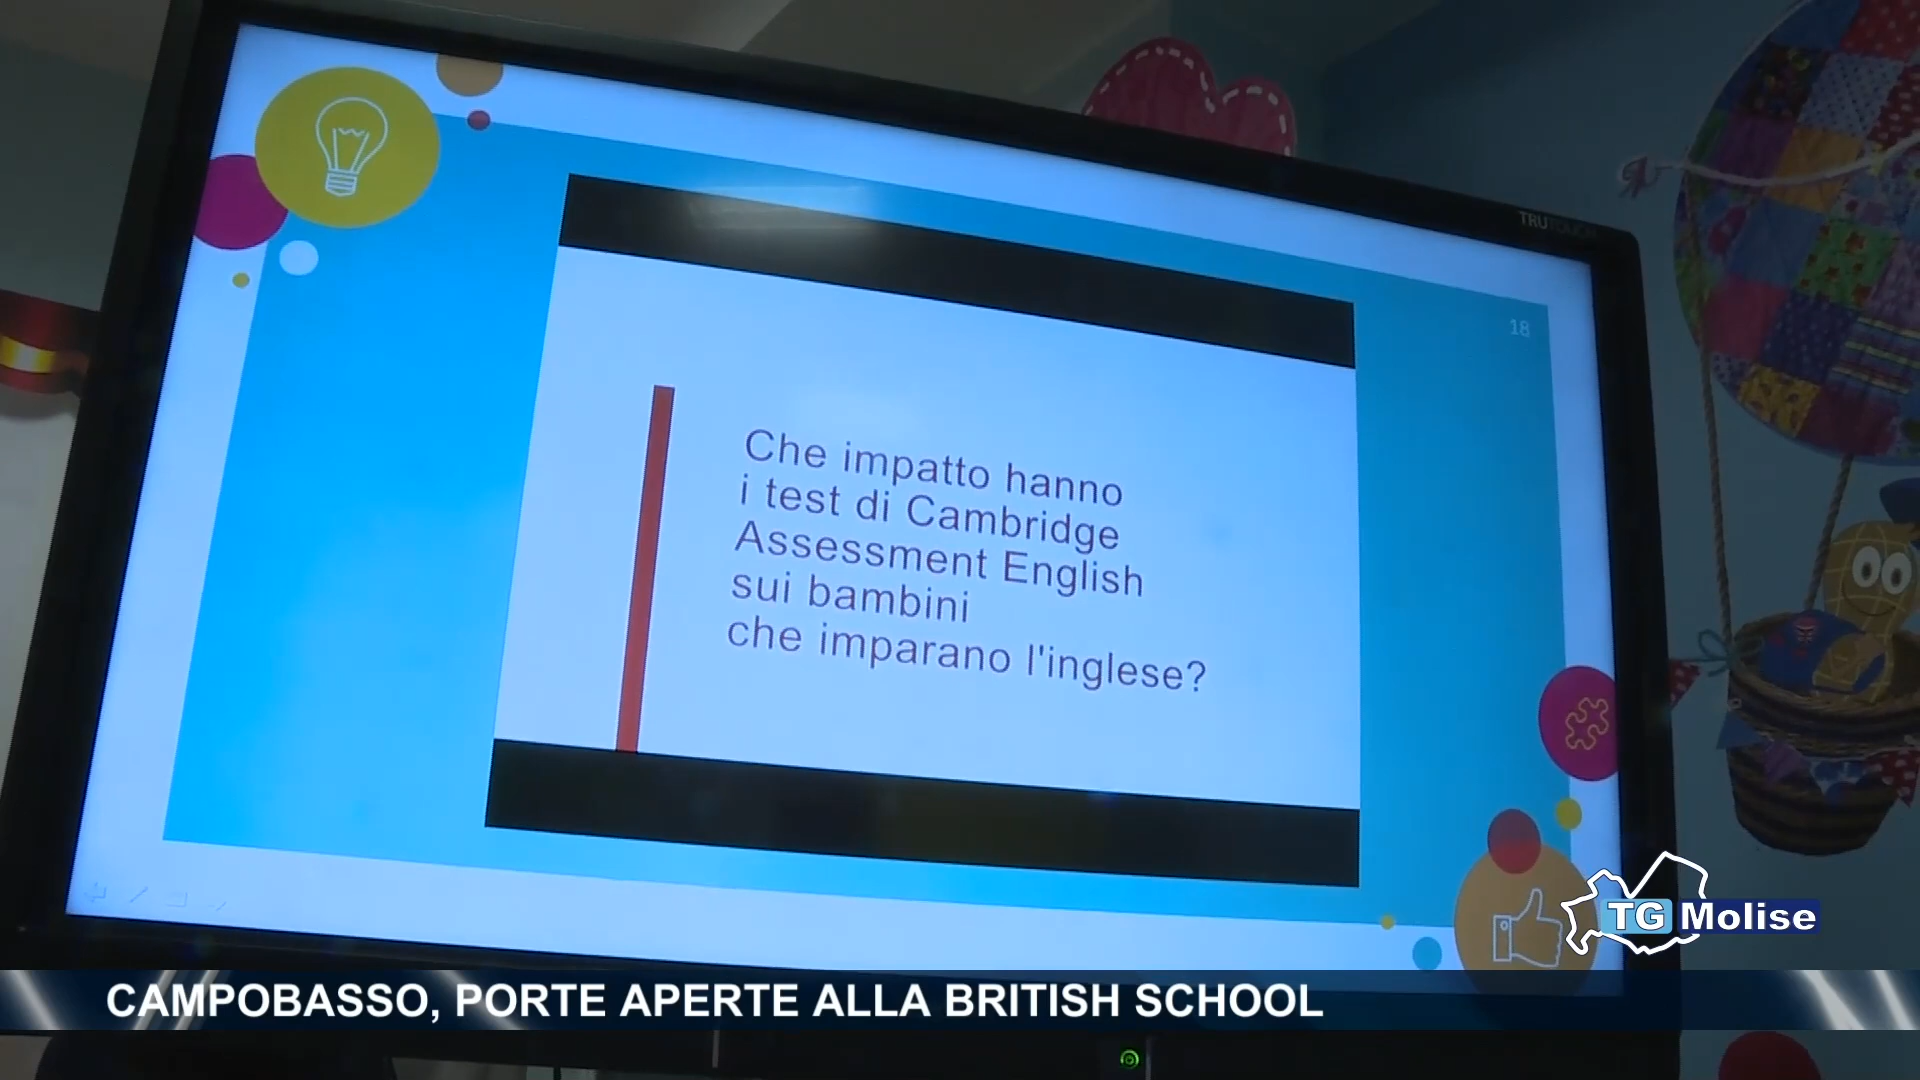 TRUTOUCH
18
Che impatto hanno
i test di Cambridge
Assessment English
sui bambini
che imparano l'inglese?
TG Molise
CAMPOBASSO, PORTE APERTE ALLA BRITISH SCHOOL